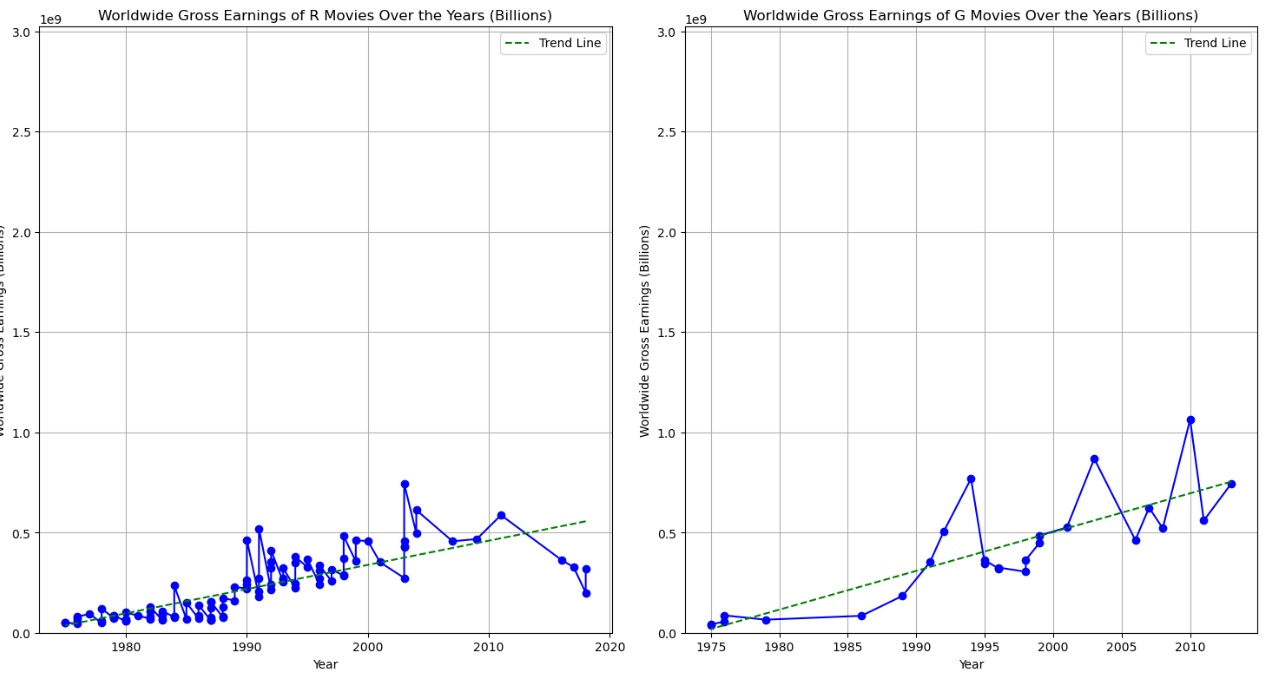 Worldwide Gross Earnings of R Movies Over the Years (Billions)
1e9
Trend Line
3.0
2.5
2.0
1.5
1.0
0.5
0.0
Worldwide Gross Earnings (Billions)
1980
1990
2000
2010
2020
Year
Worldwide Gross Earnings of G Movies Over the Years (Billions)
1e9
Trend Line
3.0
2.5
2.0
1.5
1.0
0.5
0.0
Worldwide Gross Earnings (Billions)
1975
1980
1985
1990
1995
2000
2005
2010
Year